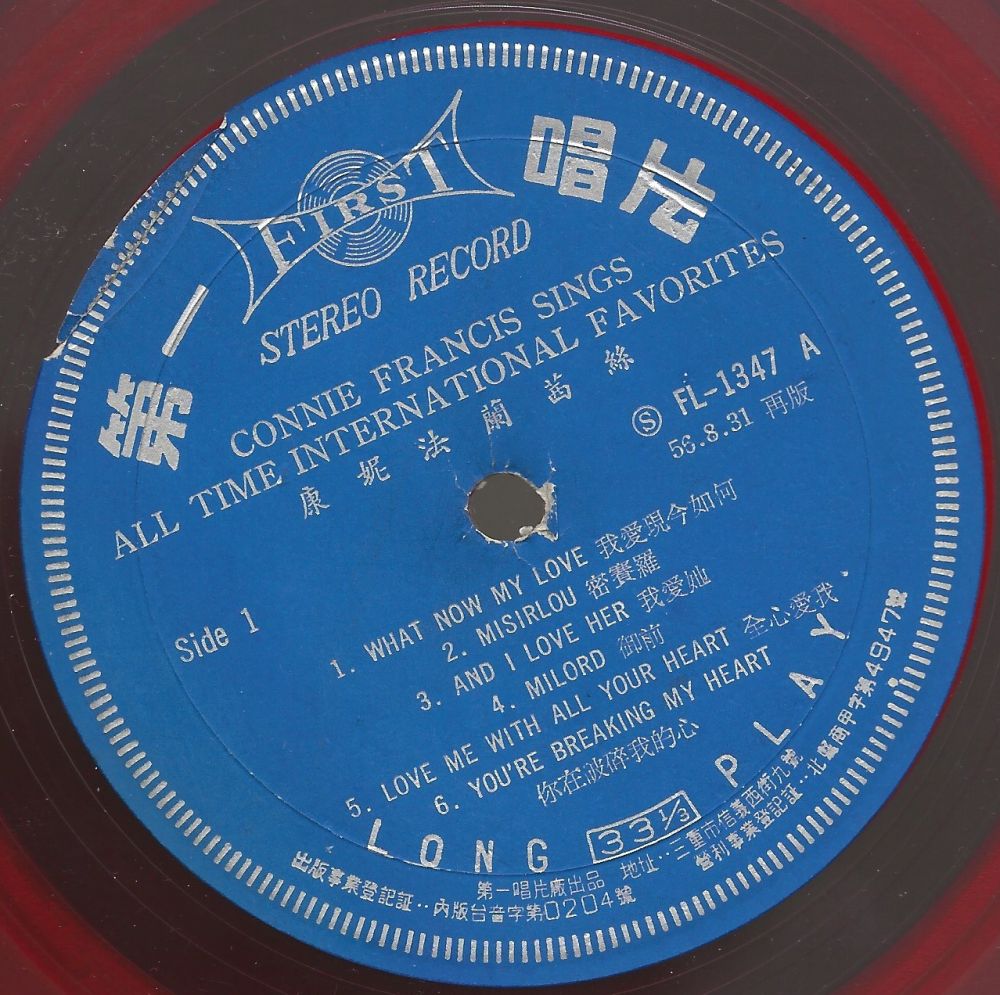 第一
FIRST
唱片
STEREO RECORD
CONNIE FRANCIS SINGS
ALL TIME INTERNATIONAL FAVORITES
康妮法蘭茜絲
Ⓢ FL-1347 A
56.8.31 再版
Side 1
1. WHAT NOW MY LOVE 我愛現今如何
2. MISIRLOU 密賽羅
3. AND I LOVE HER 我愛她
4. MILORD 御前
5. LOVE ME WITH ALL YOUR HEART 全心愛我
6. YOU'RE BREAKING MY HEART
你在破碎我的心
LONG 33 1/3 PLAY
第一唱片廠出品 地址：三重市信義西街九號
出版事業登記証：內版台音字第0204號 營利事業登記証：北縣商甲字第4947號